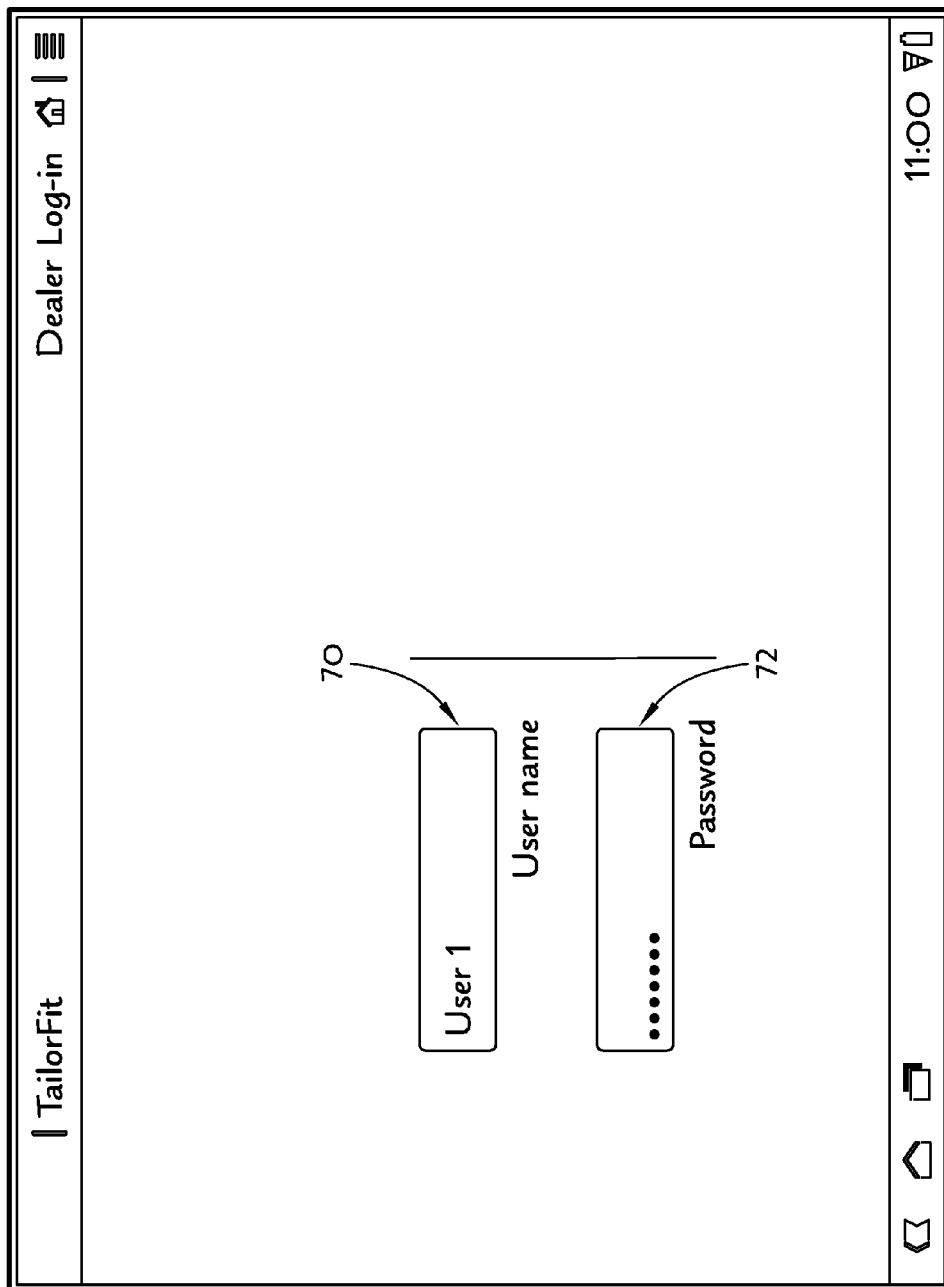 TailorFit
Dealer Log-in
70
User 1
User name
•••••••
Password
72
11:00